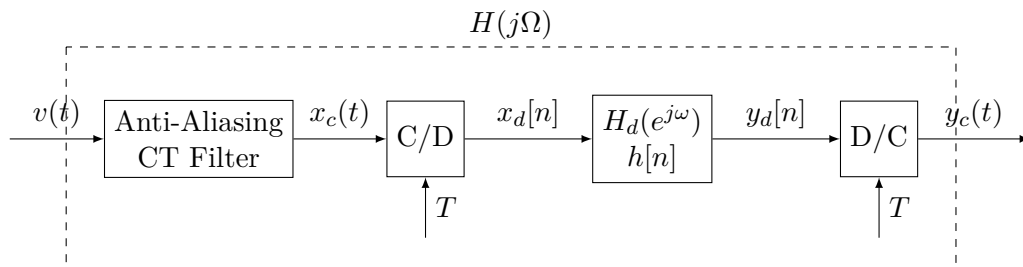 H(jΩ)
v(t)
Anti-Aliasing
CT Filter
x_c(t)
C/D
T
x_d[n]
H_d(e^{jω})
h[n]
y_d[n]
D/C
T
y_c(t)